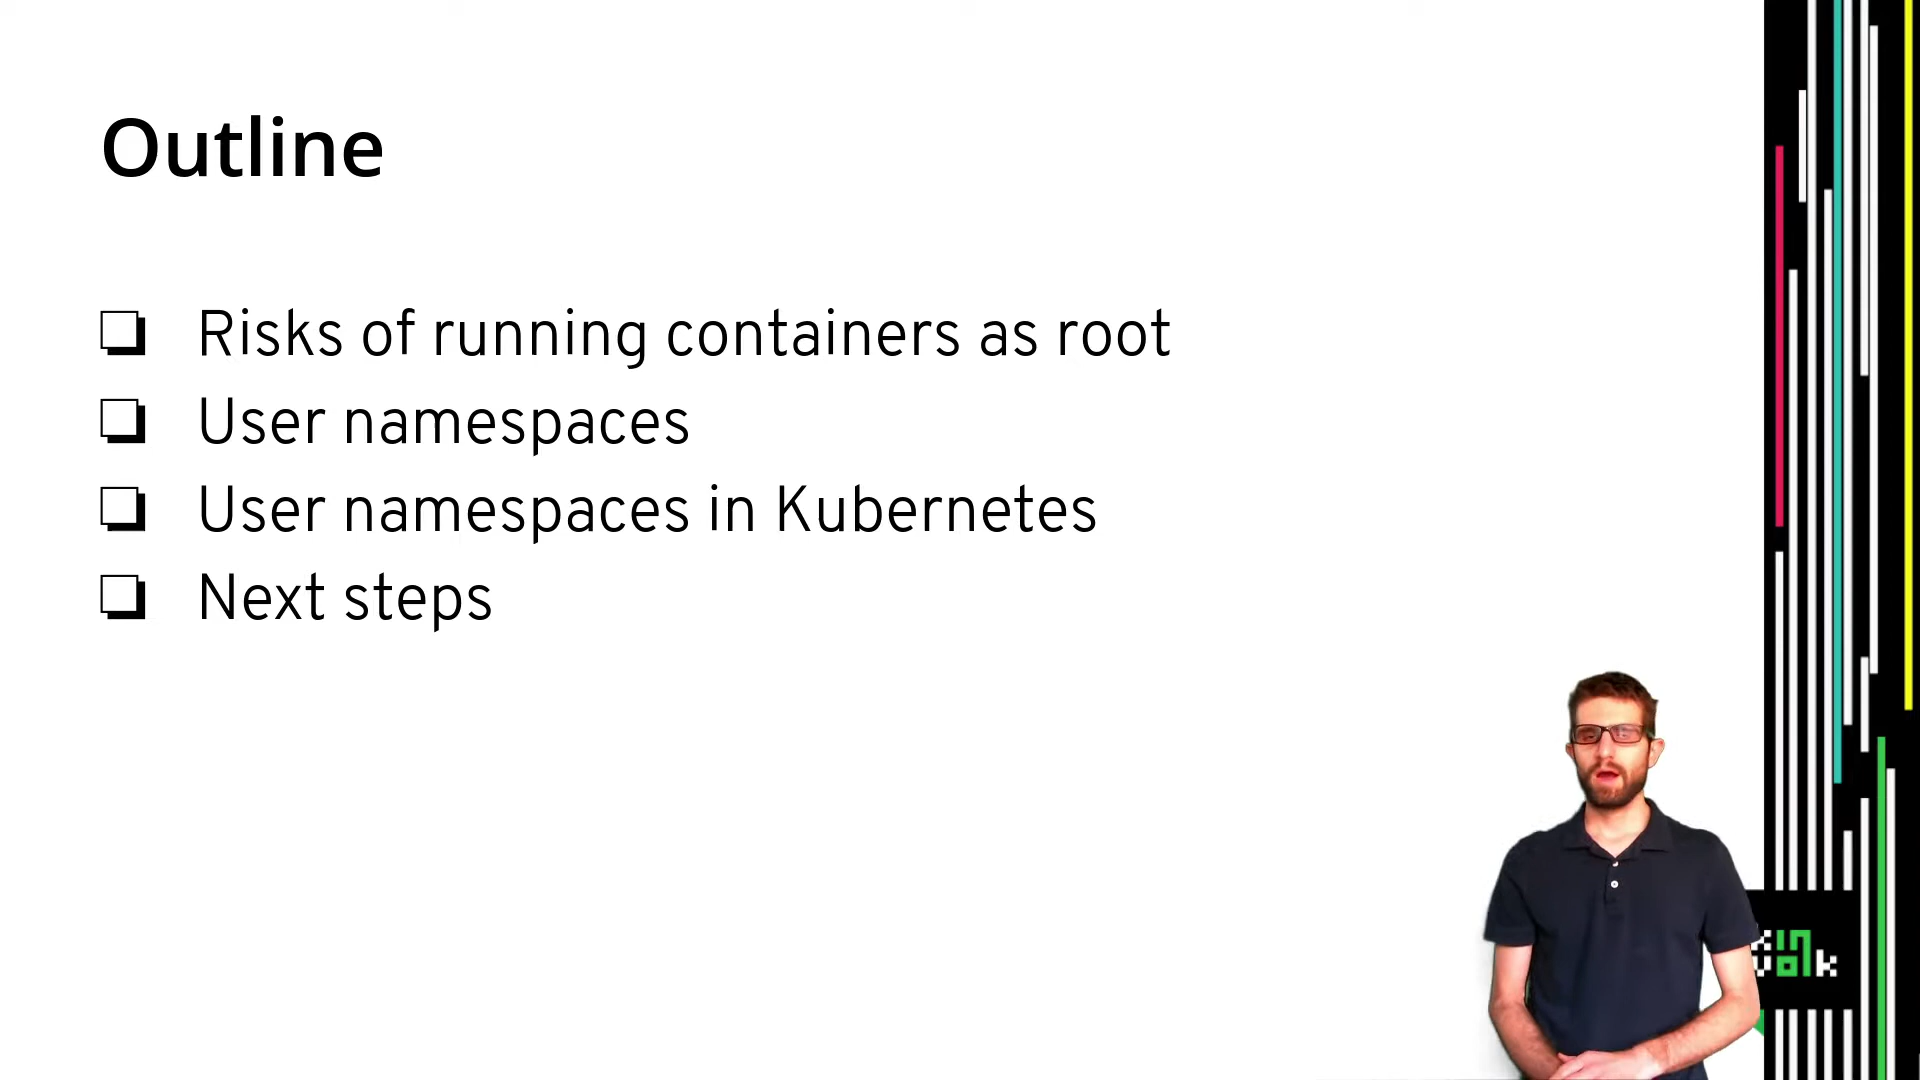 Outline
❏ Risks of running containers as root
❏ User namespaces
❏ User namespaces in Kubernetes
❏ Next steps